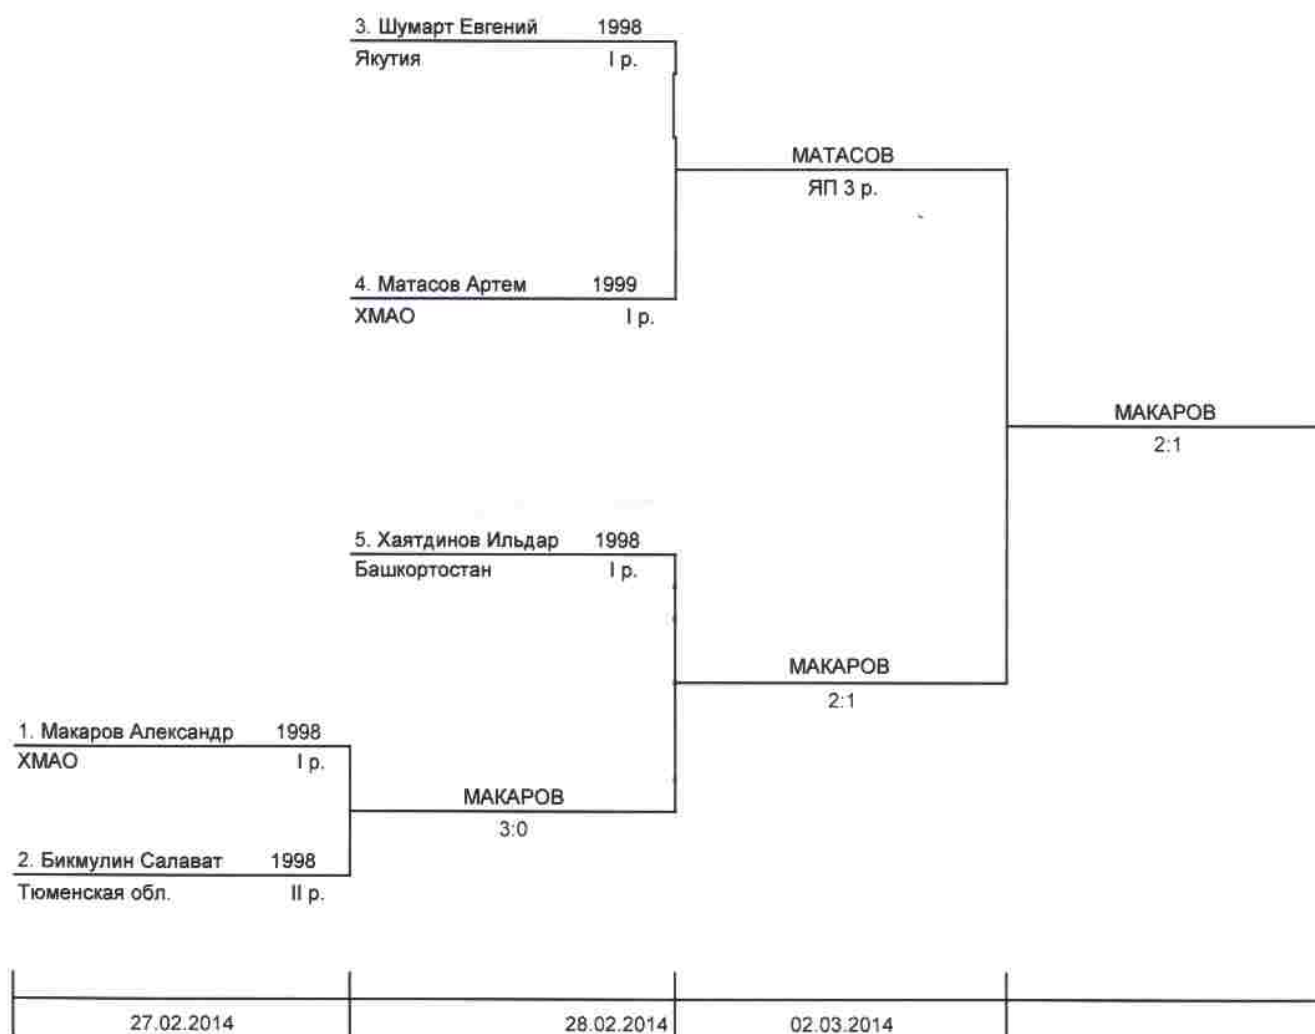 3. Шумарт Евгений 1998
Якутия I р.
МАТАСОВ
ЯП 3 р.
4. Матасов Артем 1999
ХМАО I р.
МАКАРОВ
2:1
5. Хаятдинов Ильдар 1998
Башкортостан I р.
МАКАРОВ
2:1
1. Макаров Александр 1998
ХМАО I р.
МАКАРОВ
3:0
2. Бикмулин Салават 1998
Тюменская обл. II р.
27.02.2014 28.02.2014 02.03.2014